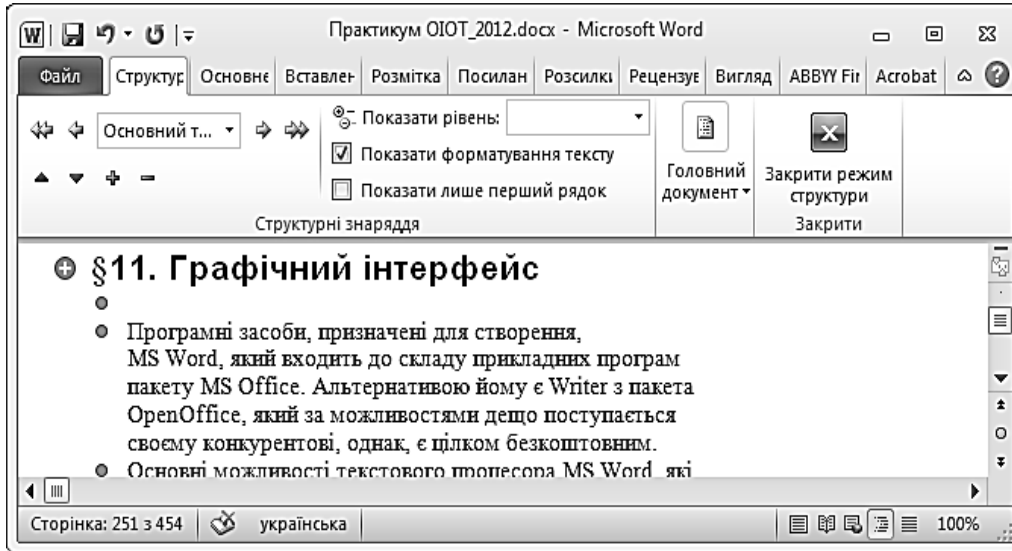 Практикум ОІОТ_2012.docx - Microsoft Word
Файл Структур Основне Вставлен Розмітка Посилан Розсилки Рецензуе Вигляд ABBYY Fir Acrobat
Основний т... Показати рівень:
Показати форматування тексту
Показати лише перший рядок
Головний документ
Закрити режим структури
Структурні знаряддя Закрити
§11. Графічний інтерфейс
Програмні засоби, призначені для створення,
MS Word, який входить до складу прикладних програм
пакету MS Office. Альтернативою йому є Writer з пакета
OpenOffice, який за можливостями дещо поступається
своєму конкурентові, однак, є цілком безкоштовним.
Основні можливості текстового процесора MS Word, які
Сторінка: 251 з 454 українська 100%